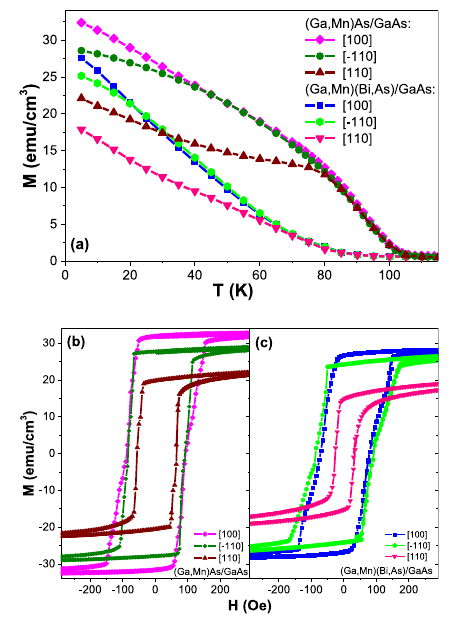 (Ga,Mn)As/GaAs:
[100]
[-110]
[110]
(Ga,Mn)(Bi,As)/GaAs:
[100]
[-110]
[110]
30
25
20
15
10
5
0
M (emu/cm³)
(a)
0 20 40 60 80 100
T (K)
(b) (c)
30
20
10
0
-10
-20
-30
M (emu/cm³)
[100]
[-110]
[110]
(Ga,Mn)As/GaAs
[100]
[-110]
[110]
(Ga,Mn)(Bi,As)/GaAs
-200 -100 0 100 200 -200 -100 0 100 200
H (Oe)